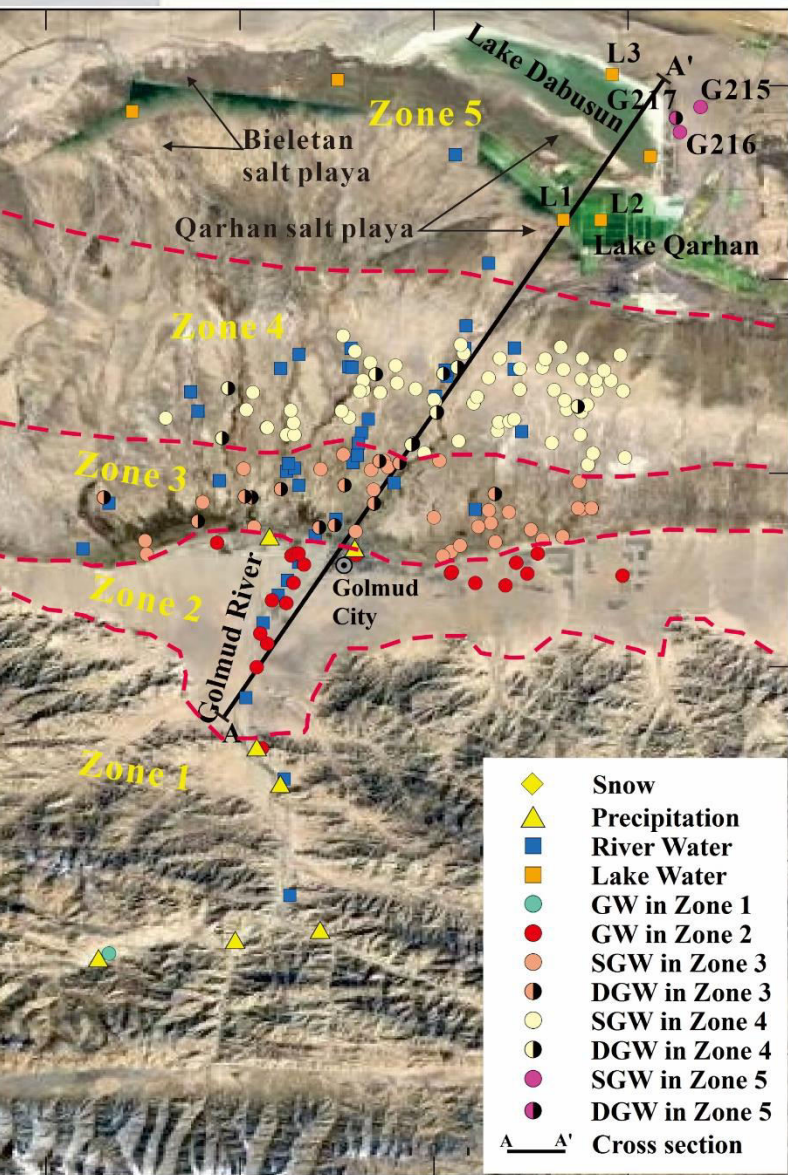 Lake Dabusun
L3
A'
G217
G215
G216
Zone 5
Bieletan
salt playa
Qarhan salt playa
L1
L2
Lake Qarhan
Zone 4
Zone 3
Zone 2
Golmud River
Golmud
City
A
Zone 1
Snow
Precipitation
River Water
Lake Water
GW in Zone 1
GW in Zone 2
SGW in Zone 3
DGW in Zone 3
SGW in Zone 4
DGW in Zone 4
SGW in Zone 5
DGW in Zone 5
A A' Cross section